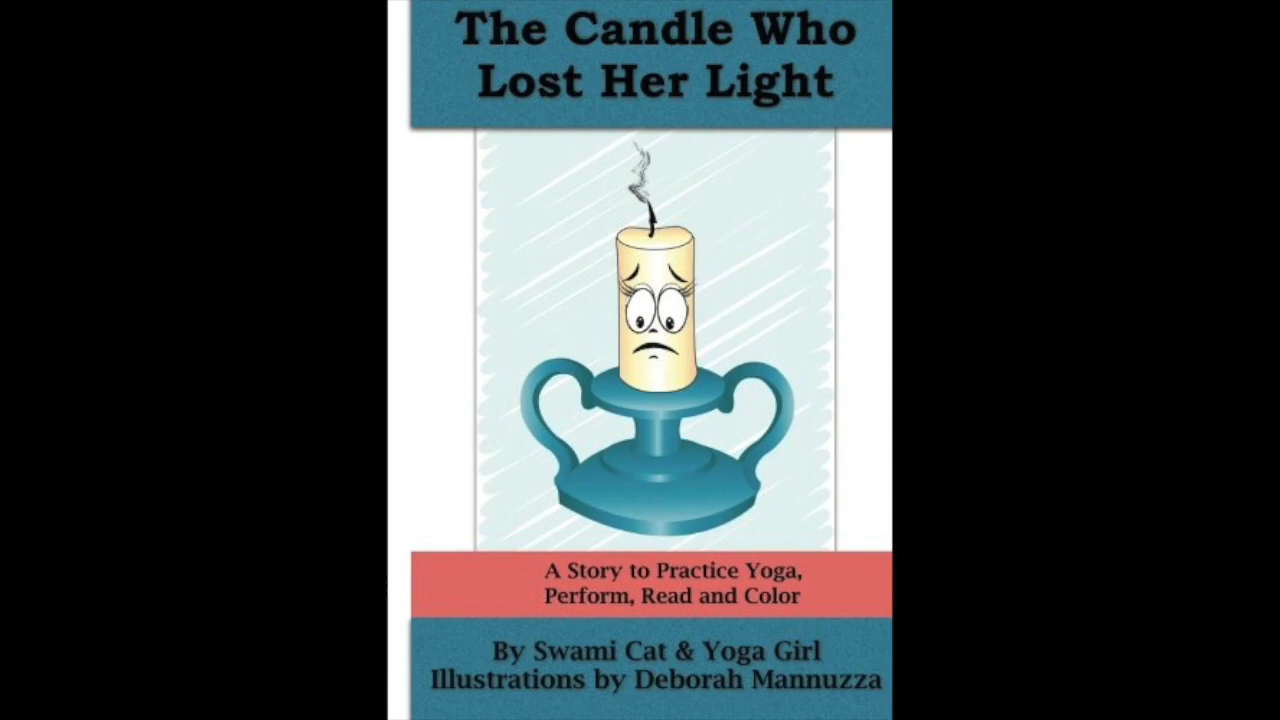 The Candle Who
Lost Her Light
A Story to Practice Yoga,
Perform, Read and Color
By Swami Cat & Yoga Girl
Illustrations by Deborah Mannuzza